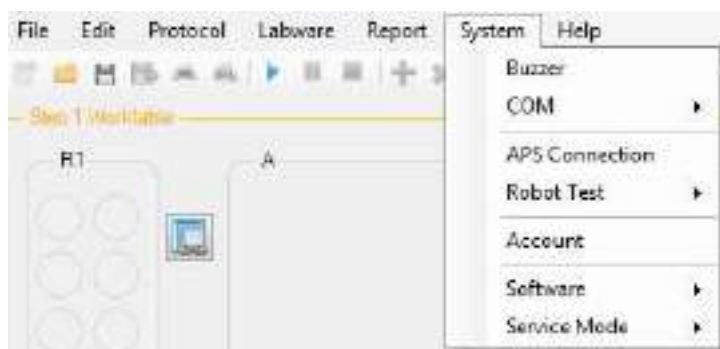 File Edit Protocol Labware Report System Help
Buzzer
COM
Step 1 Worktable
R1 A
APS Connection
Robot Test
Account
Software
Service Mode